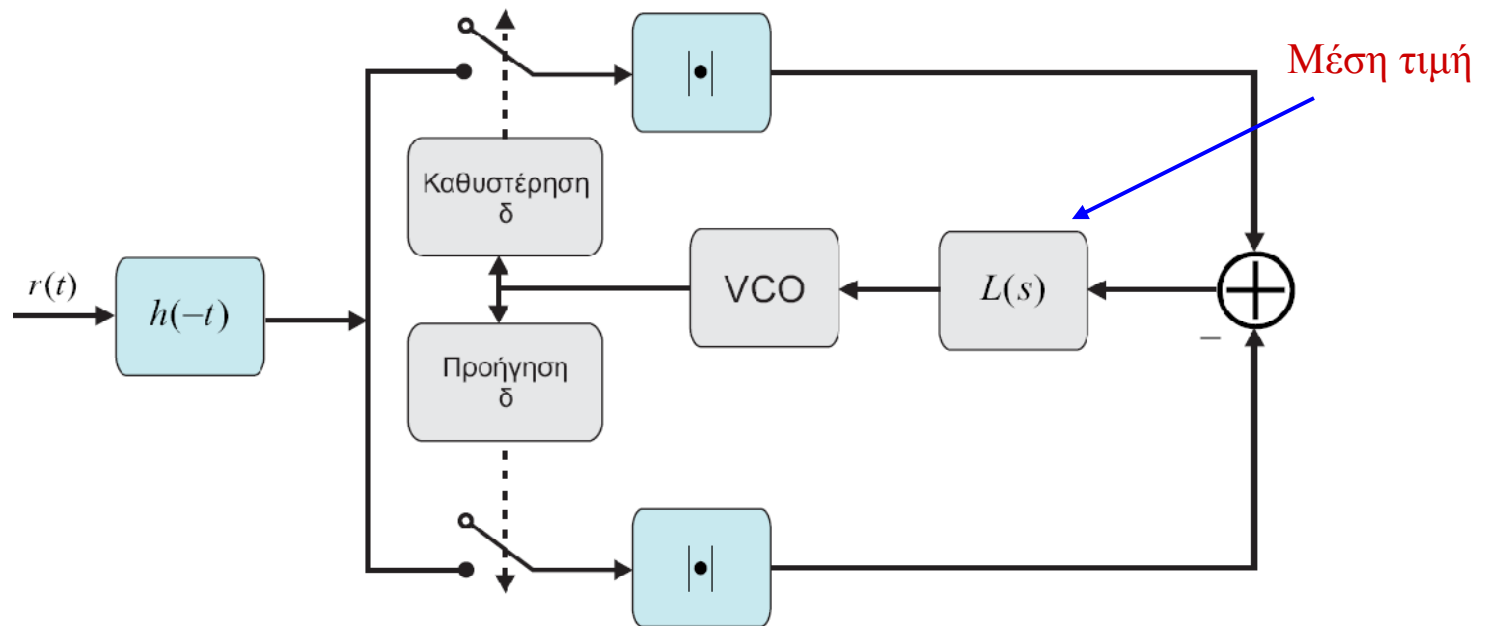 |•|
Μέση τιμή
Καθυστέρηση
δ
r(t)
h(−t)
VCO
L(s)
−
Προήγηση
δ
|•|